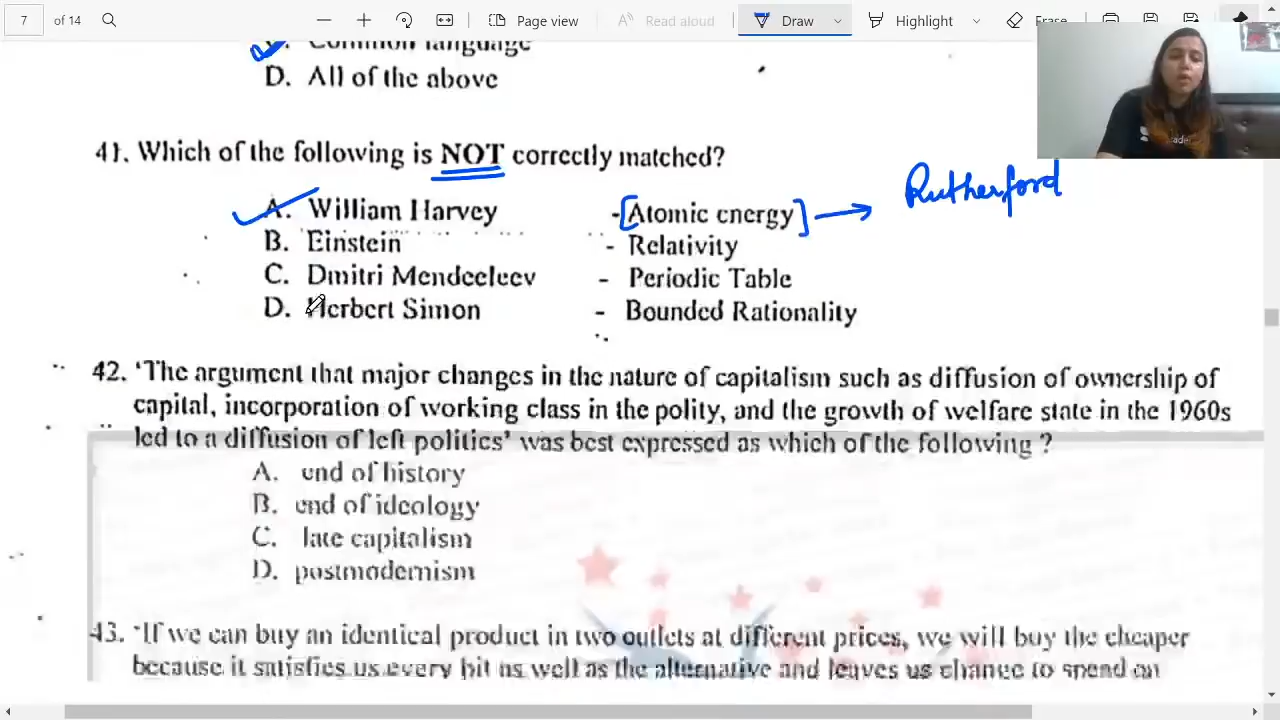 7 of 14 Page view Read aloud Draw Highlight Erase
Common language
D. All of the above
41. Which of the following is NOT correctly matched?
Rutherford
A. William Harvey - [Atomic energy]
B. Einstein - Relativity
C. Dmitri Mendeeleev - Periodic Table
D. Herbert Simon - Bounded Rationality
42. 'The argument that major changes in the nature of capitalism such as diffusion of ownership of
capital, incorporation of working class in the polity, and the growth of welfare state in the 1960s
led to a diffusion of left politics' was best expressed as which of the following ?
A. end of history
B. end of ideology
C. late capitalism
D. postmodernism
43. 'If we can buy an identical product in two outlets at different prices, we will buy the cheaper
because it satisfies us every bit as well as the alternative and leaves us chance to spend on